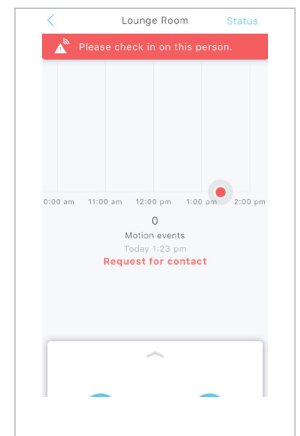 Lounge Room Status
Please check in on this person.
0:00 am 11:00 am 12:00 pm 1:00 pm 2:00 pm
0
Motion events
Today 1:23 pm
Request for contact